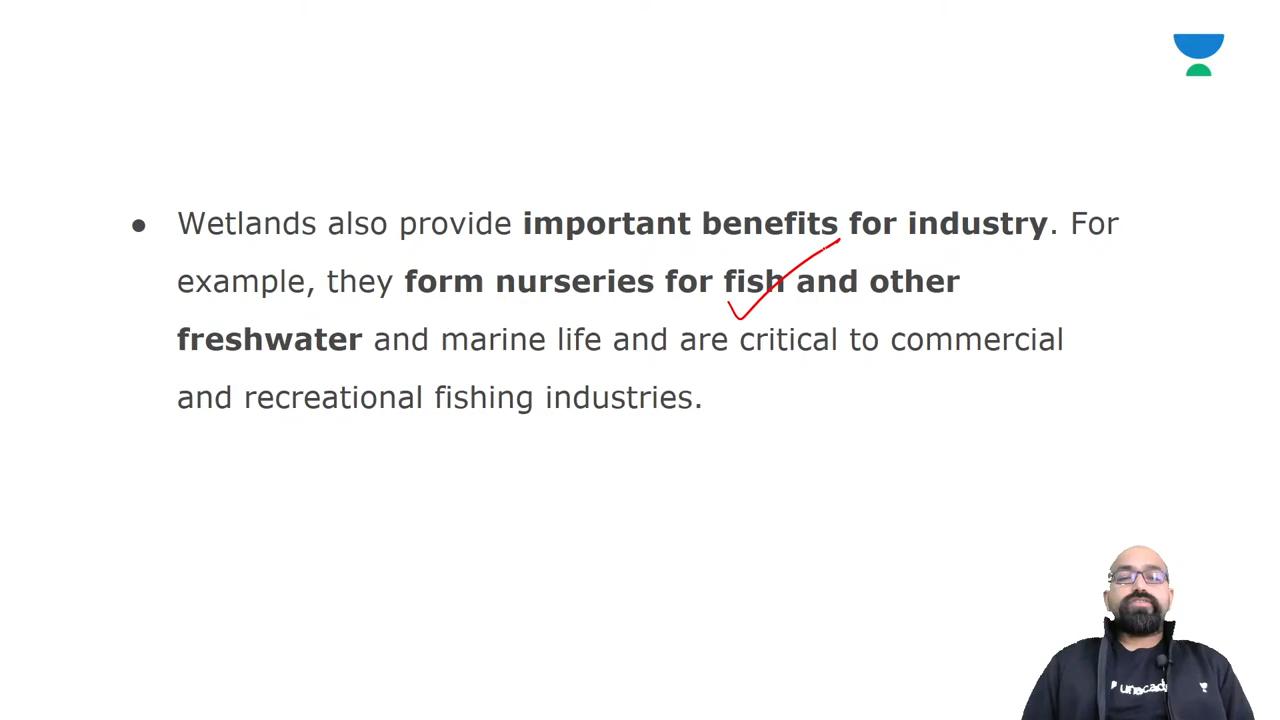 ● Wetlands also provide important benefits for industry. For
example, they form nurseries for fish and other
freshwater and marine life and are critical to commercial
and recreational fishing industries.